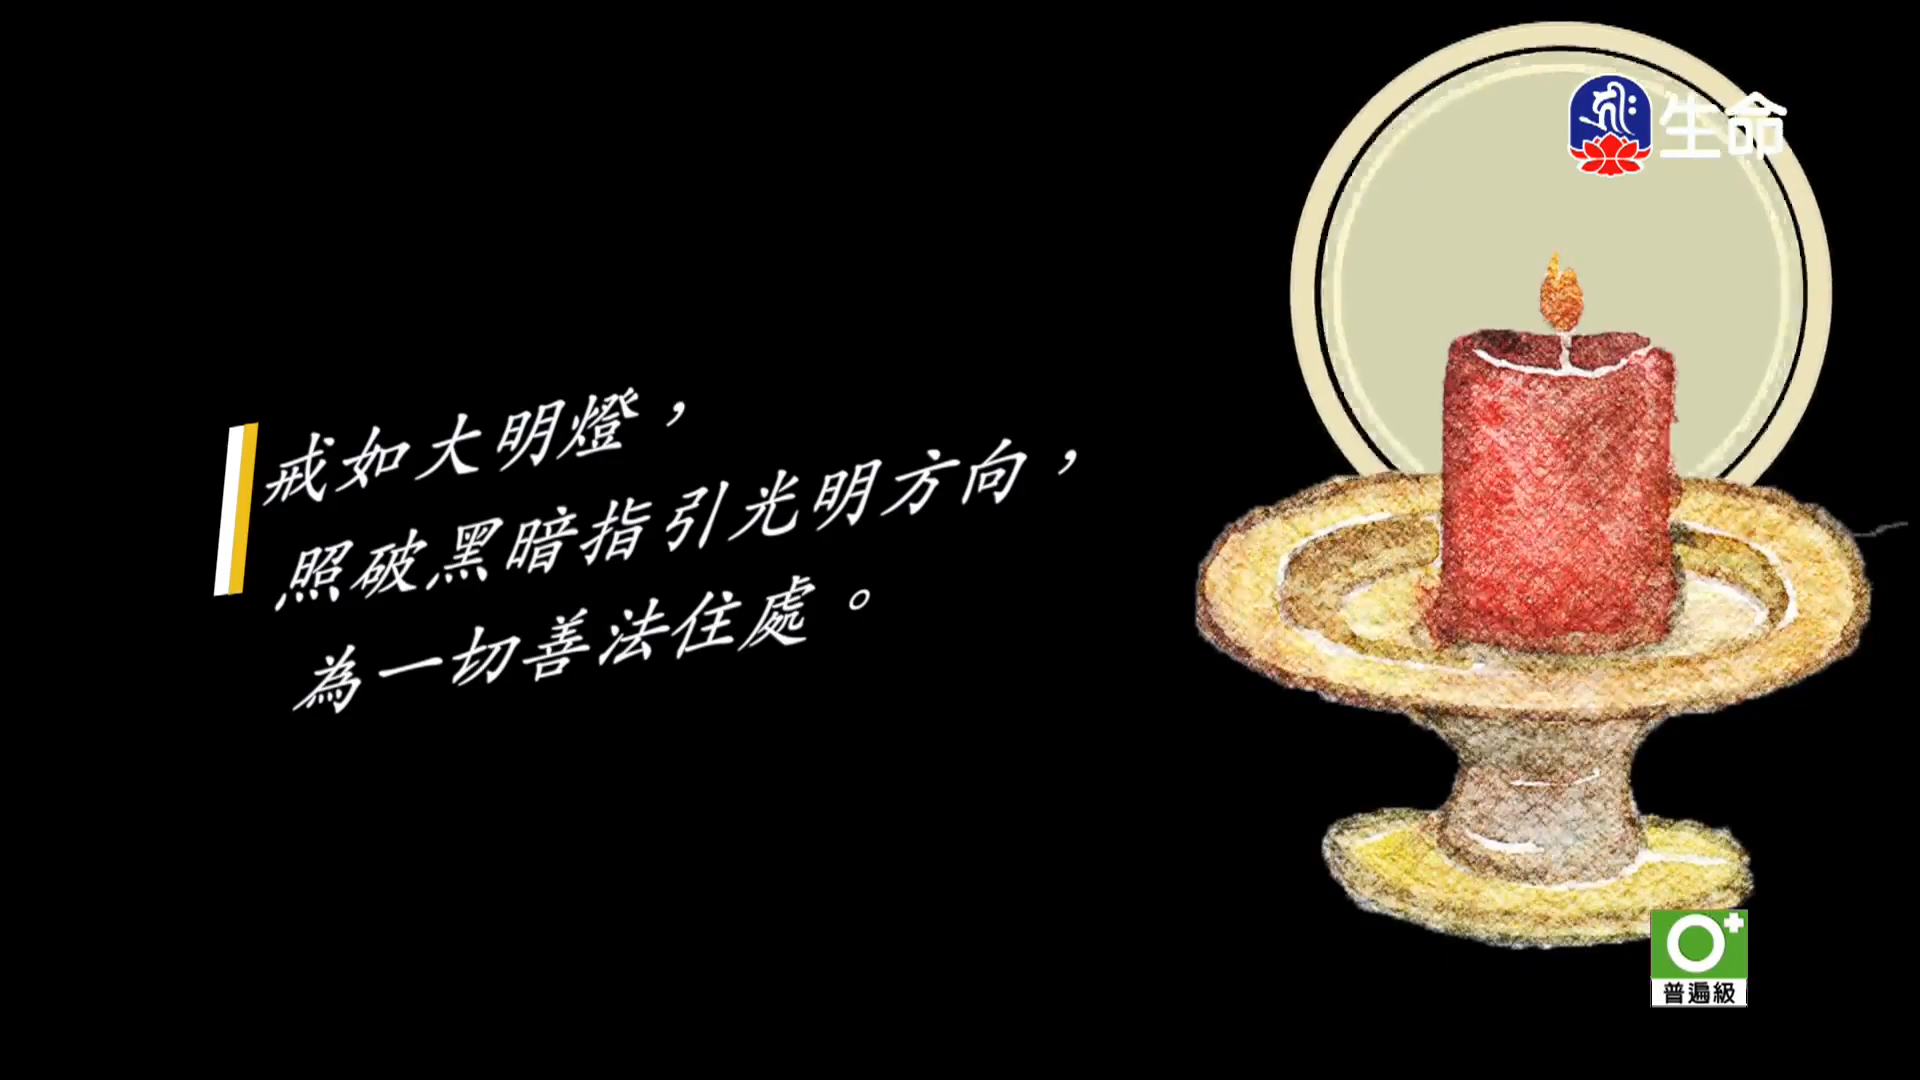 生命
戒如大明燈，
照破黑暗指引光明方向，
為一切善法住處。
0+
普遍級